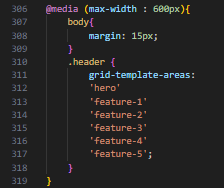 306 @media (max-width : 600px){
307 body{
308 margin: 15px;
309 }
310 .header {
311 grid-template-areas:
312 'hero'
313 'feature-1'
314 'feature-2'
315 'feature-3'
316 'feature-4'
317 'feature-5';
318 }
319 }